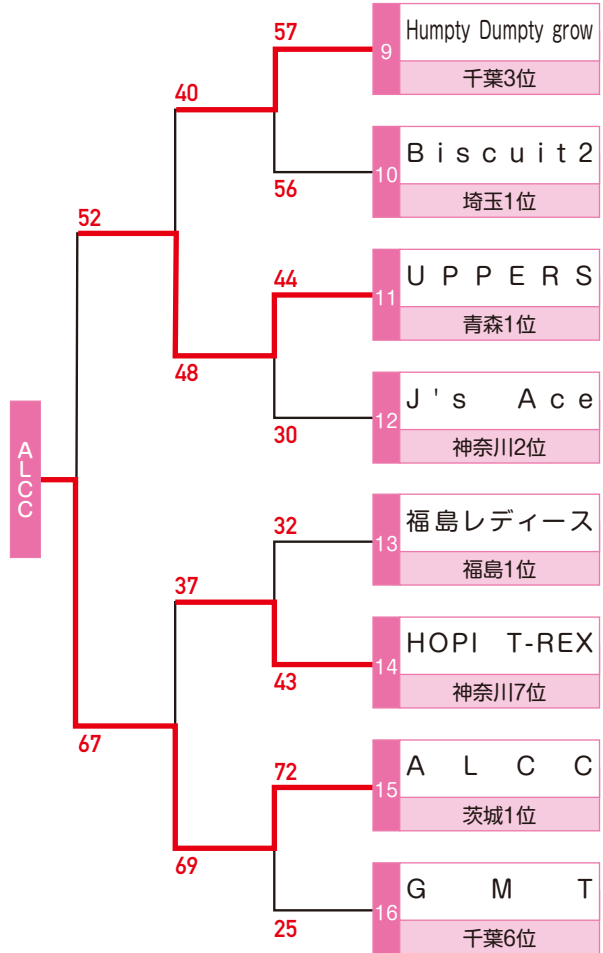 57
9
Humpty Dumpty grow
千葉3位
40
10
Biscuit2
埼玉1位
56
52
44
11
UPPERS
青森1位
48
12
J's Ace
神奈川2位
30
ALCC
32
13
福島レディース
福島1位
37
14
HOPI T-REX
神奈川7位
43
67
72
15
ALCC
茨城1位
69
16
GMT
千葉6位
25